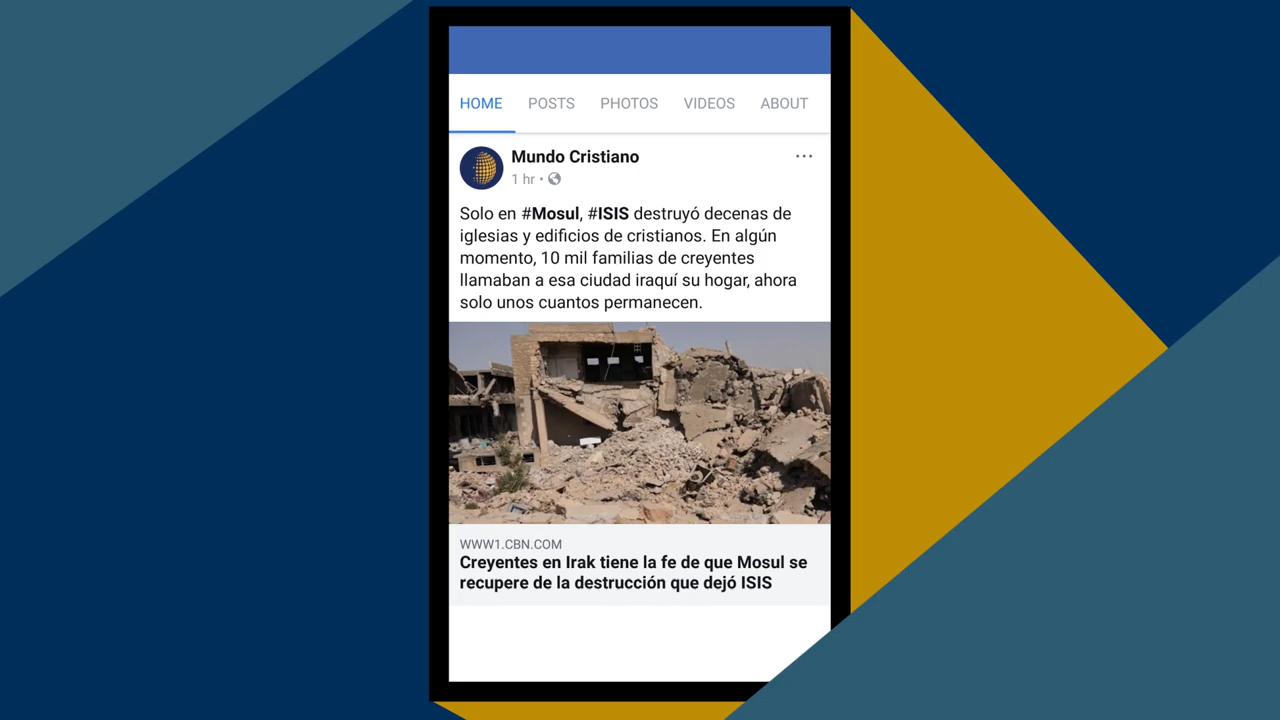 HOME POSTS PHOTOS VIDEOS ABOUT
Mundo Cristiano
1 hr •
Solo en #Mosul, #ISIS destruyó decenas de
iglesias y edificios de cristianos. En algún
momento, 10 mil familias de creyentes
llamaban a esa ciudad iraquí su hogar, ahora
solo unos cuantos permanecen.
WWW1.CBN.COM
Creyentes en Irak tiene la fe de que Mosul se
recupere de la destrucción que dejó ISIS